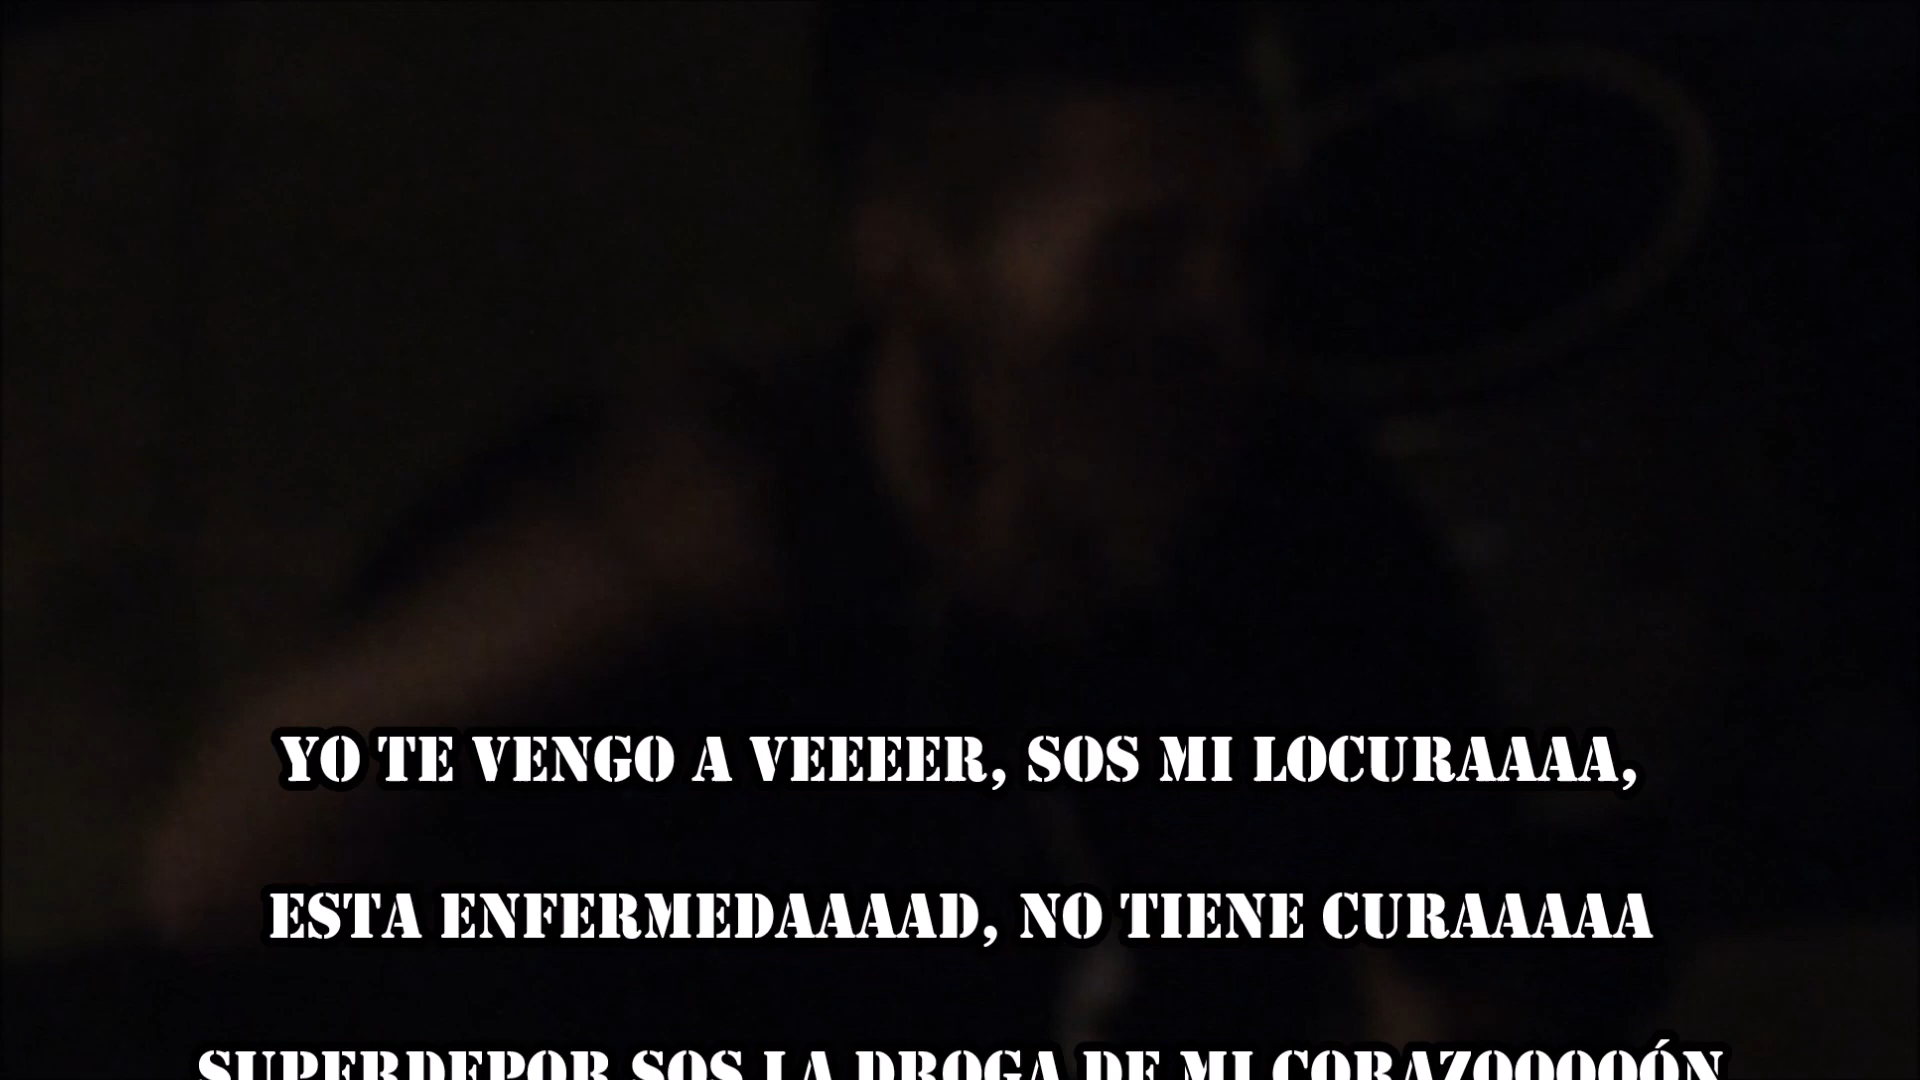 YO TE VENGO A VEEEER, SOS MI LOCURAAAA,
ESTA ENFERMEDAAAAD, NO TIENE CURAAAAA
SUPERDEPOR SOS LA DROGA DE MI CORAZOOOOÓN